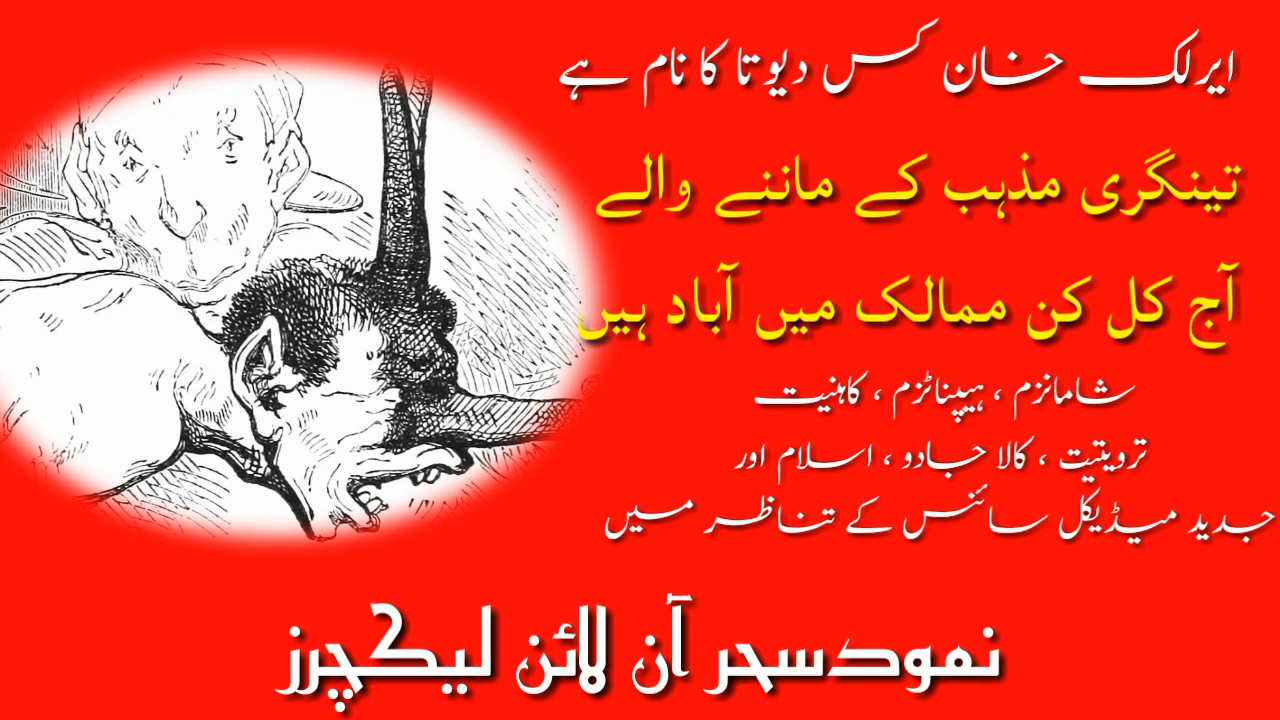 ایرلک خان کس دیوتا کا نام ہے
تینگری مذہب کے ماننے والے
آج کل کن ممالک میں آباد ہیں
شامانزم ، ہیپناٹزم ، کاہنیت
ترویتیت ، کالا جادو ، اسلام اور
جدید میڈیکل سائنس کے تناظر میں
نمودسحر آن لائن لیکچرز